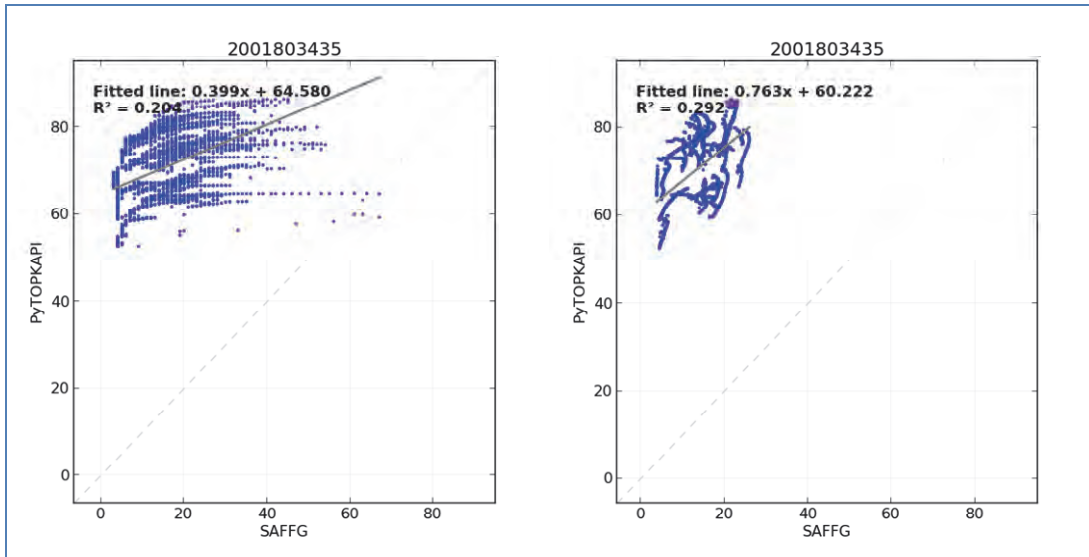 2001803435
Fitted line: 0.399x + 64.580
R² = 0.204
80
60
40
20
0
PyTOPKAPI
0 20 40 60 80
SAFFG
2001803435
Fitted line: 0.763x + 60.222
R² = 0.292
80
60
40
20
0
PyTOPKAPI
0 20 40 60 80
SAFFG